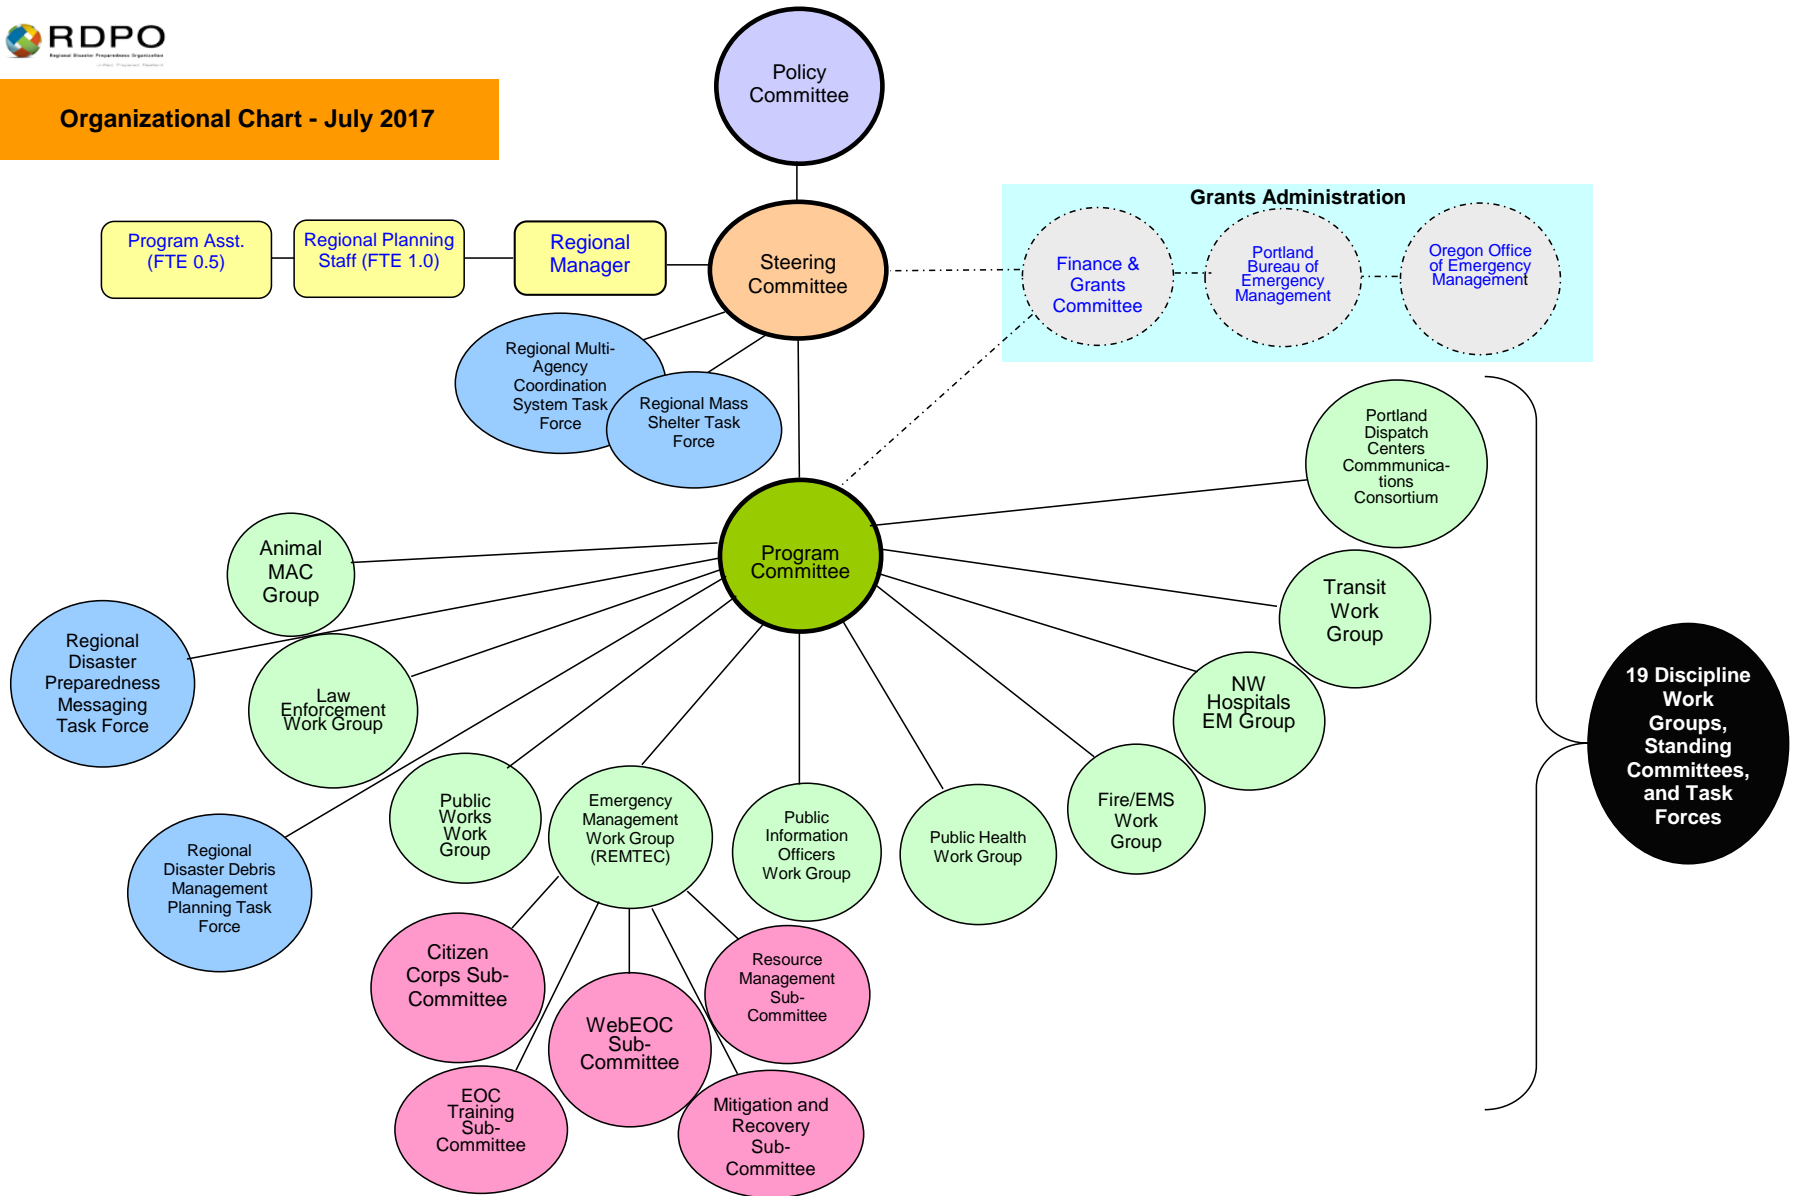 RDPO
Regional Disaster Preparedness Organization
Organizational Chart - July 2017
Policy
Committee
Grants Administration
Program Asst.
(FTE 0.5)
Regional Planning
Staff (FTE 1.0)
Regional
Manager
Steering
Committee
Finance &
Grants
Committee
Portland
Bureau of
Emergency
Management
Oregon Office
of Emergency
Management
Regional Multi-
Agency
Coordination
System Task
Force
Regional Mass
Shelter Task
Force
Portland
Dispatch
Centers
Commmunica-
tions
Consortium
Program
Committee
Animal
MAC
Group
Transit
Work
Group
Regional
Disaster
Preparedness
Messaging
Task Force
Law
Enforcement
Work Group
NW
Hospitals
EM Group
19 Discipline
Work
Groups,
Standing
Committees,
and Task
Forces
Public
Works
Work
Group
Emergency
Management
Work Group
(REMTEC)
Public
Information
Officers
Work Group
Public Health
Work Group
Fire/EMS
Work
Group
Regional
Disaster Debris
Management
Planning Task
Force
Citizen
Corps Sub-
Committee
Resource
Management
Sub-
Committee
WebEOC
Sub-
Committee
EOC
Training
Sub-
Committee
Mitigation and
Recovery
Sub-
Committee